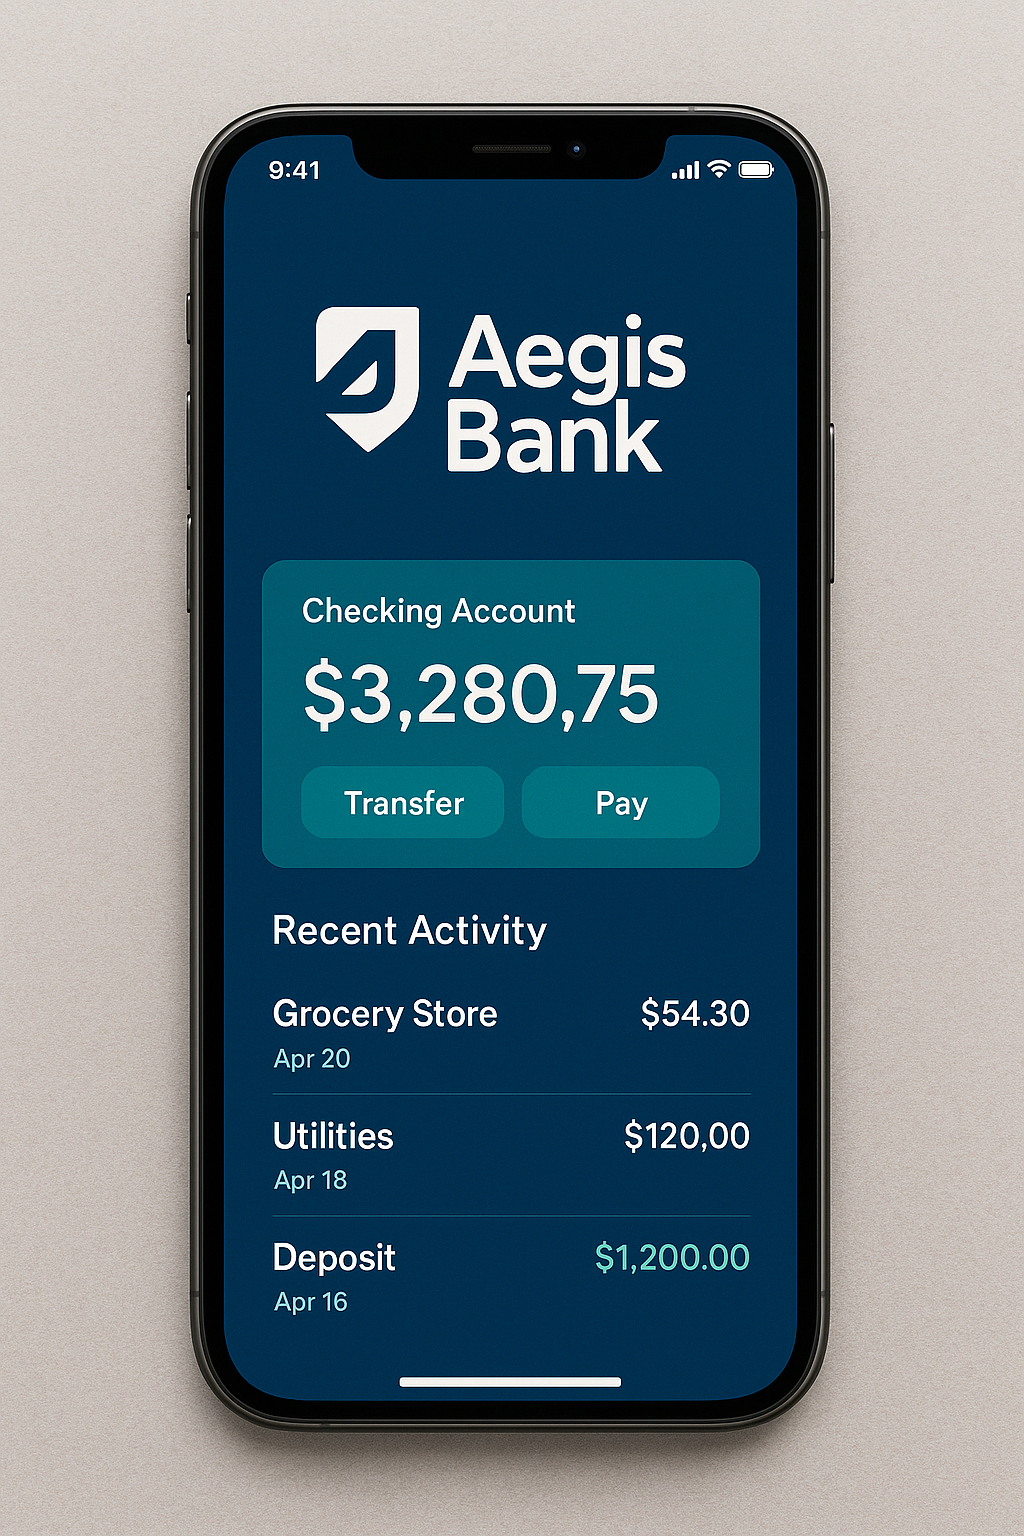 9:41
Aegis
Bank
Checking Account
$3,280,75
Transfer Pay
Recent Activity
Grocery Store $54.30
Apr 20
Utilities $120,00
Apr 18
Deposit $1,200.00
Apr 16